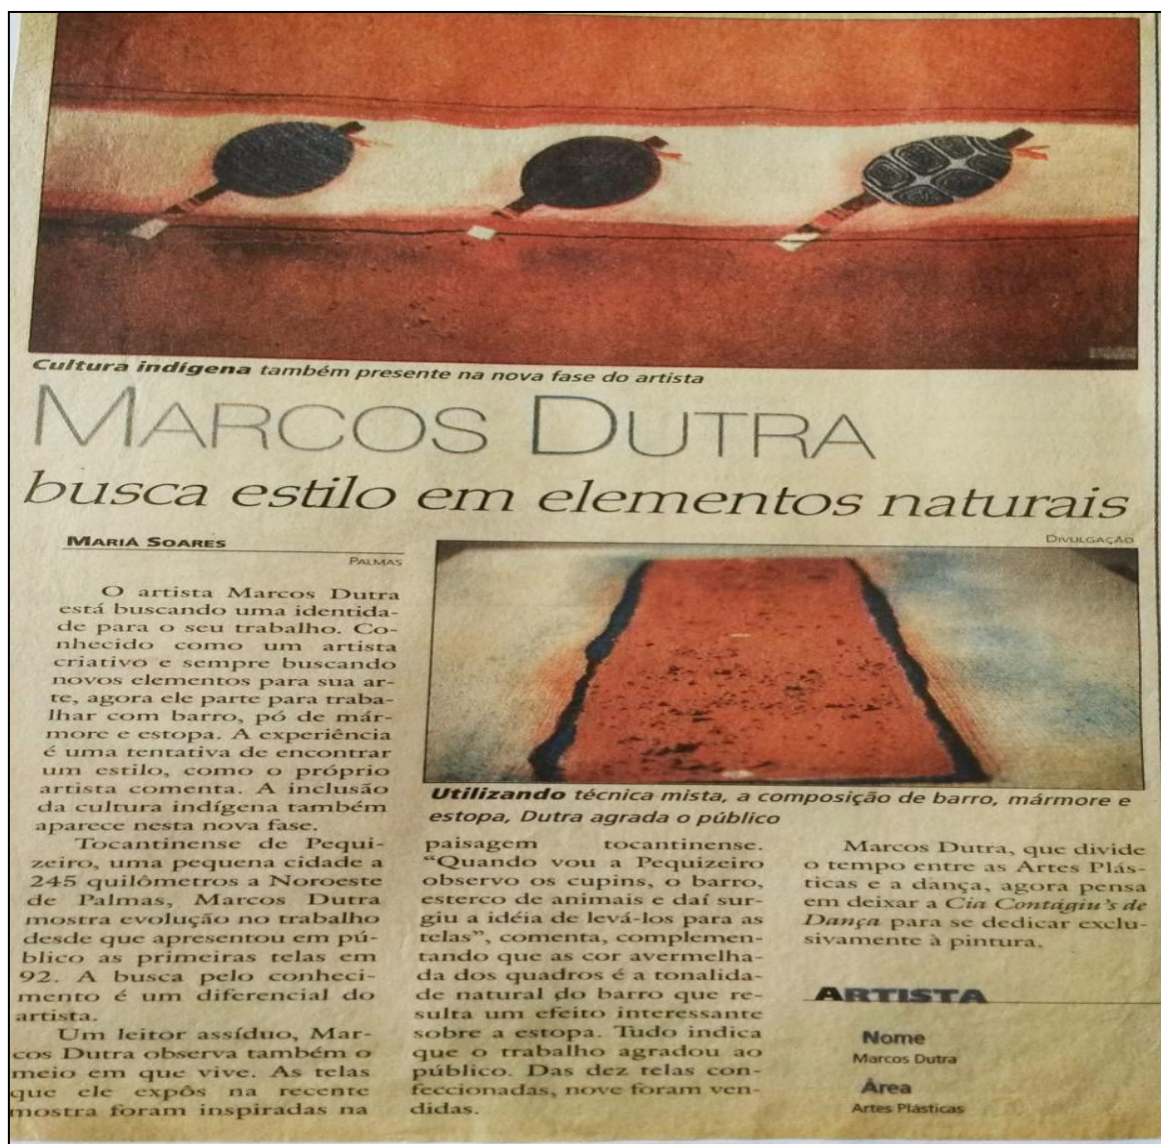 Cultura indígena também presente na nova fase do artista
MARCOS DUTRA
busca estilo em elementos naturais
MARIÁ SOARES
PALMAS
O artista Marcos Dutra
está buscando uma identida-
de para o seu trabalho. Co-
nhecido como um artista
criativo e sempre buscando
novos elementos para sua ar-
te, agora ele parte para traba-
lhar com barro, pó de már-
more e estopa. A experiência
é uma tentativa de encontrar
um estilo, como o próprio
artista comenta. A inclusão
da cultura indígena também
aparece nesta nova fase.
Tocantinense de Pequi-
zeiro, uma pequena cidade a
245 quilômetros a Noroeste
de Palmas, Marcos Dutra
mostra evolução no trabalho
desde que apresentou em pú-
blico as primeiras telas em
92. A busca pelo conheci-
mento é um diferencial do
artista.
Um leitor assíduo, Mar-
cos Dutra observa também o
meio em que vive. As telas
que ele expôs na recente
mostra foram inspiradas na
DIVULGAÇÃO
Utilizando técnica mista, a composição de barro, mármore e
estopa, Dutra agrada o público
paisagem tocantinense.
“Quando vou a Pequizeiro
observo os cupins, o barro,
esterco de animais e daí sur-
giu a idéia de levá-los para as
telas”, comenta, complemen-
tando que as cor avermelha-
da dos quadros é a tonalida-
de natural do barro que re-
sulta um efeito interessante
sobre a estopa. Tudo indica
que o trabalho agradou ao
público. Das dez telas con-
feccionadas, nove foram ven-
didas.
Marcos Dutra, que divide
o tempo entre as Artes Plás-
ticas e a dança, agora pensa
em deixar a Cia Contágiu’s de
Dança para se dedicar exclu-
sivamente à pintura.
ARTISTA
Nome
Marcos Dutra
Área
Artes Plásticas